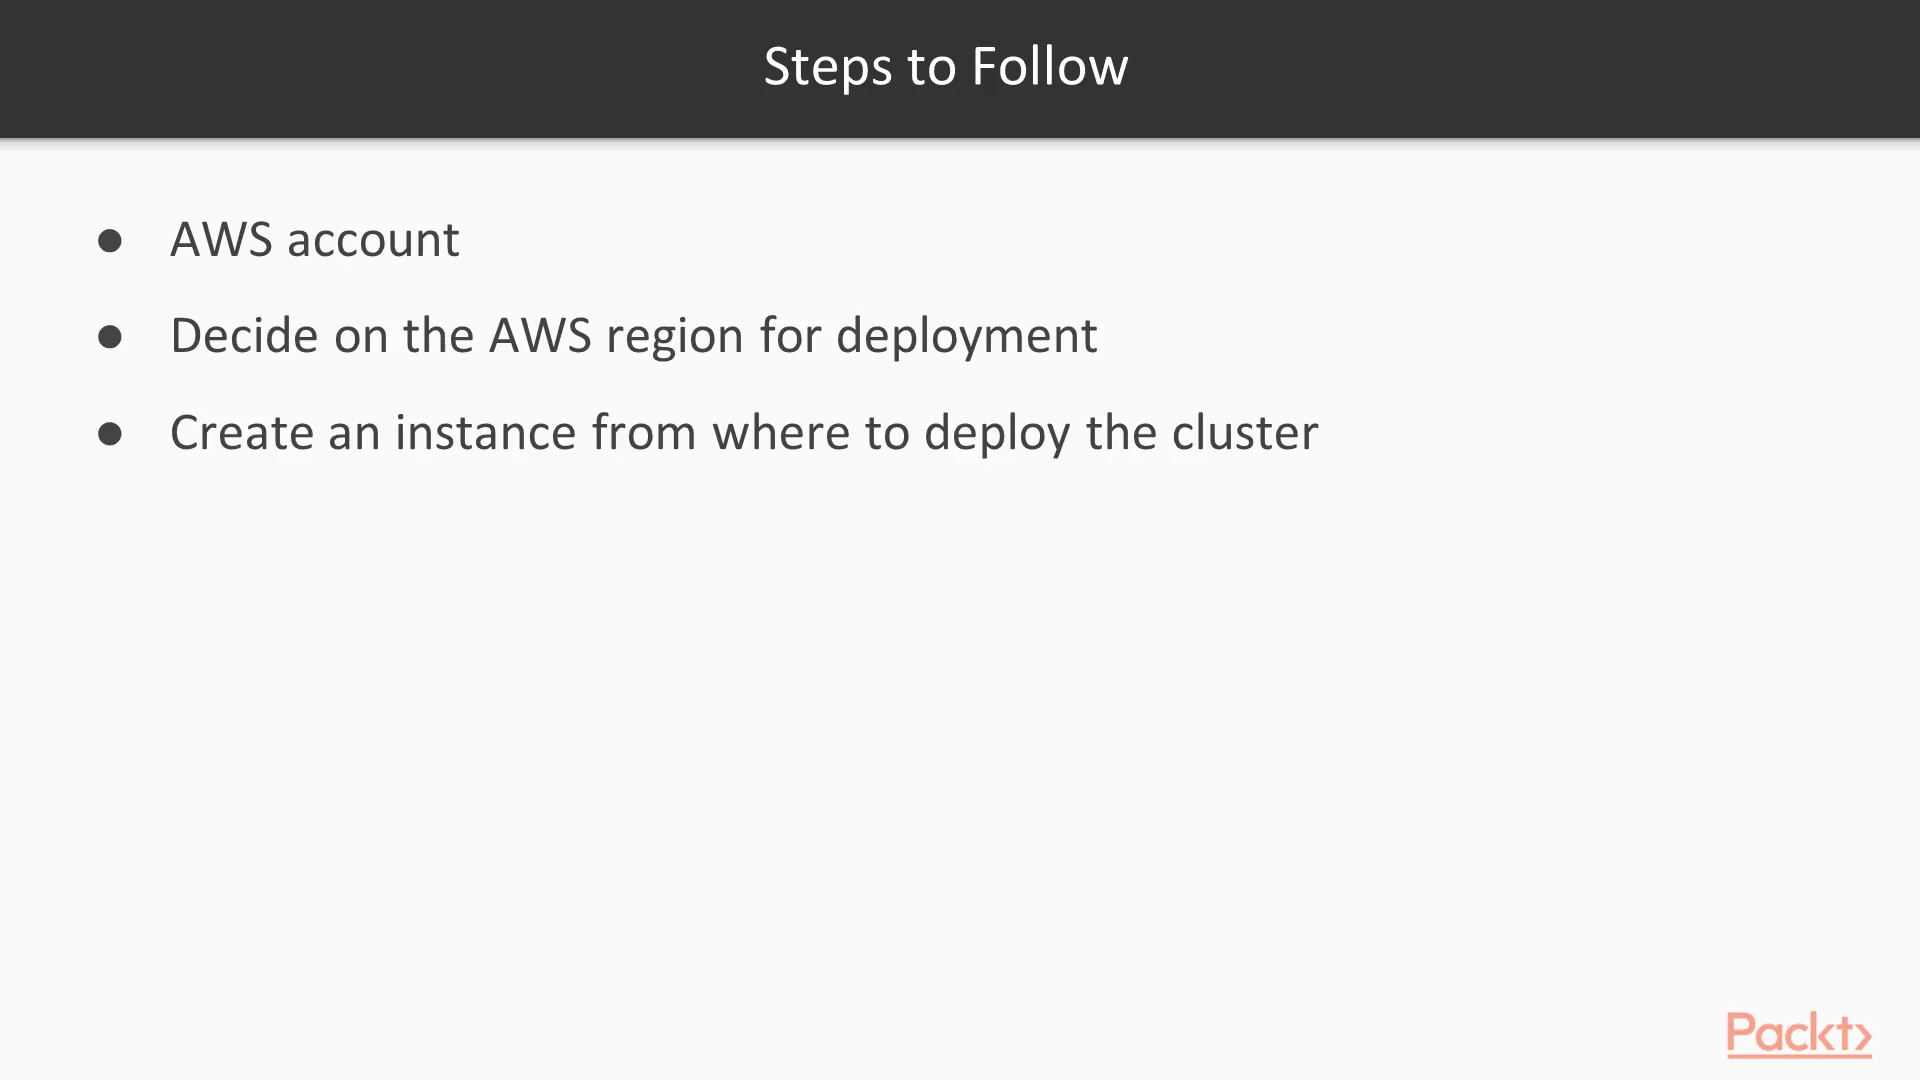 Steps to Follow
● AWS account
● Decide on the AWS region for deployment
● Create an instance from where to deploy the cluster
Packt>